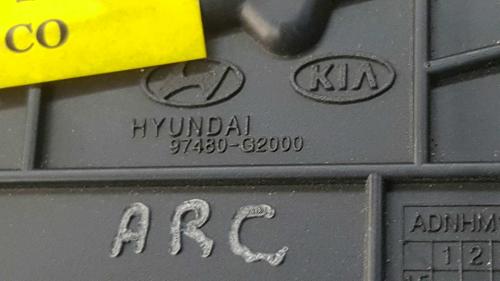 CO
KIA
HYUNDAI
97480-G2000
ARC
ADNHM
1 2